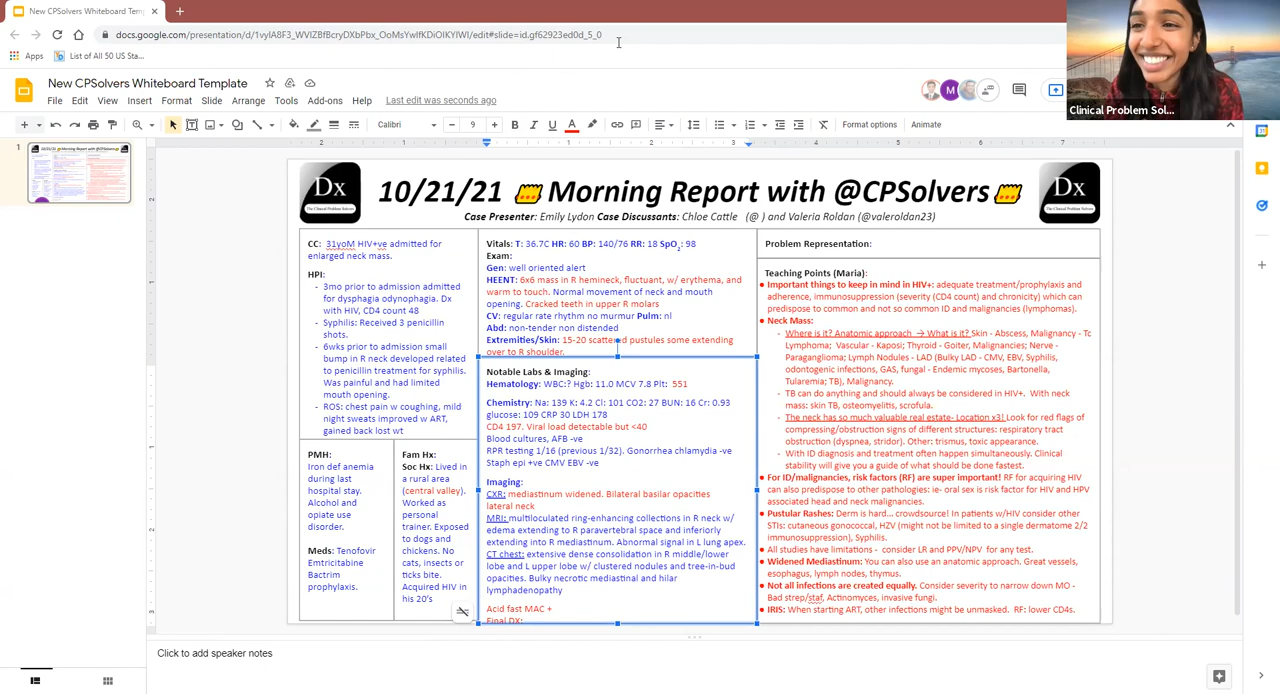 New CPSolvers Whiteboard Template
docs.google.com/presentation/d/1vyIA8F3_WVIZBfBcryDXbPbx_OoMsYwIfKDiOIKYIWI/edit#slide=id.gf62923ed0d_5_0
Apps
List of All 50 US Sta...
New CPSolvers Whiteboard Template
File Edit View Insert Format Slide Arrange Tools Add-ons Help Last edit was seconds ago
M
Clinical Problem Sol...
Calibri
9
B I U A
Format options
Animate
1
Dx
The Clinical Problem Solvers
10/21/21 Morning Report with @CPSolvers
Dx
The Clinical Problem Solvers
Case Presenter: Emily Lydon Case Discussants: Chloe Cattle (@ ) and Valeria Roldan (@valeroldan23)
CC: 31yoM HIV+ve admitted for
enlarged neck mass.
HPI:
- 3mo prior to admission admitted
for dysphagia odynophagia. Dx
with HIV, CD4 count 48
- Syphilis: Received 3 penicillin
shots.
- 6wks prior to admission small
bump in R neck developed related
to penicillin treatment for syphilis.
Was painful and had limited
mouth opening.
- ROS: chest pain w coughing, mild
night sweats improved w ART,
gained back lost wt
PMH:
Iron def anemia
during last
hospital stay.
Alcohol and
opiate use
disorder.
Meds: Tenofovir
Emtricitabine
Bactrim
prophylaxis.
Fam Hx:
Soc Hx: Lived in
a rural area
(central valley).
Worked as
personal
trainer. Exposed
to dogs and
chickens. No
cats, insects or
ticks bite.
Acquired HIV in
his 20's
Vitals: T: 36.7C HR: 60 BP: 140/76 RR: 18 SpO2: 98
Exam:
Gen: well oriented alert
HEENT: 6x6 mass in R hemineck, fluctuant, w/ erythema, and
warm to touch. Normal movement of neck and mouth
opening. Cracked teeth in upper R molars
CV: regular rate rhythm no murmur Pulm: nl
Abd: non-tender non distended
Extremities/Skin: 15-20 scattered pustules some extending
over to R shoulder.
Notable Labs & Imaging:
Hematology: WBC:? Hgb: 11.0 MCV 7.8 Plt: 551
Chemistry: Na: 139 K: 4.2 Cl: 101 CO2: 27 BUN: 16 Cr: 0.93
glucose: 109 CRP 30 LDH 178
CD4 197. Viral load detectable but <40
Blood cultures, AFB -ve
RPR testing 1/16 (previous 1/32). Gonorrhea chlamydia -ve
Staph epi +ve CMV EBV -ve
Imaging:
CXR: mediastinum widened. Bilateral basilar opacities
lateral neck
MRI: multiloculated ring-enhancing collections in R neck w/
edema extending to R paravertebral space and inferiorly
extending into R mediastinum. Abnormal signal in L lung apex.
CT chest: extensive dense consolidation in R middle/lower
lobe and L upper lobe w/ clustered nodules and tree-in-bud
opacities. Bulky necrotic mediastinal and hilar
lymphadenopathy
Acid fast MAC +
Final DX:
Problem Representation:
Teaching Points (Maria):
● Important things to keep in mind in HIV+: adequate treatment/prophylaxis and
adherence, immunosuppression (severity (CD4 count) and chronicity) which can
predispose to common and not so common ID and malignancies (lymphomas).
● Neck Mass:
- Where is it? Anatomic approach → What is it? Skin - Abscess, Malignancy - Tc
Lymphoma; Vascular - Kaposi; Thyroid - Goiter, Malignancies; Nerve -
Paraganglioma; Lymph Nodes - LAD (Bulky LAD - CMV, EBV, Syphilis,
odontogenic infections, GAS, fungal - Endemic mycoses, Bartonella,
Tularemia; TB), Malignancy.
- TB can do anything and should always be considered in HIV+. With neck
mass: skin TB, osteomyelitis, scrofula.
- The neck has so much valuable real estate- Location x3! Look for red flags of
compressing/obstruction signs of different structures: respiratory tract
obstruction (dyspnea, stridor). Other: trismus, toxic appearance.
- With ID diagnosis and treatment often happen simultaneously. Clinical
stability will give you a guide of what should be done fastest.
● For ID/malignancies, risk factors (RF) are super important! RF for acquiring HIV
can also predispose to other pathologies: ie- oral sex is risk factor for HIV and HPV
associated head and neck malignancies.
● Pustular Rashes: Derm is hard... crowdsource! In patients w/HIV consider other
STIs: cutaneous gonococcal, HZV (might not be limited to a single dermatome 2/2
immunosuppression), Syphilis.
● All studies have limitations - consider LR and PPV/NPV for any test.
● Widened Mediastinum: You can also use an anatomic approach. Great vessels,
esophagus, lymph nodes, thymus.
● Not all infections are created equally. Consider severity to narrow down MO -
Bad strep/staf, Actinomyces, invasive fungi.
● IRIS: When starting ART, other infections might be unmasked. RF: lower CD4s.
Click to add speaker notes